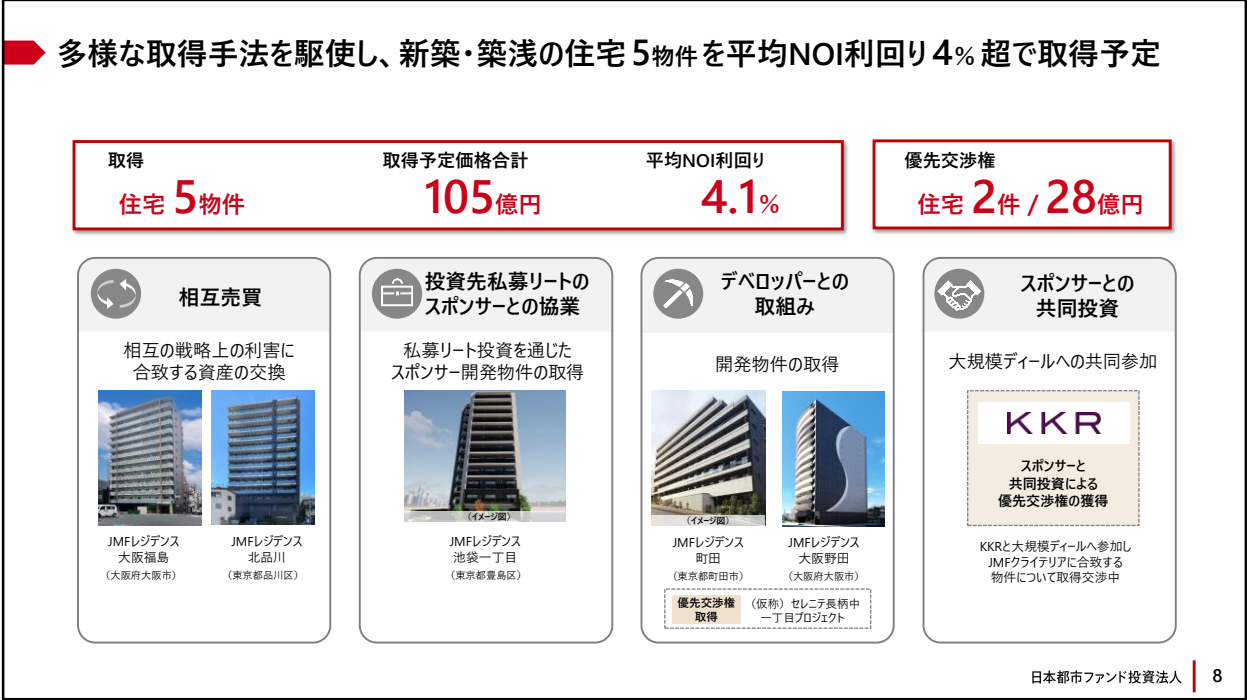 多様な取得手法を駆使し、新築・築浅の住宅5物件を平均NOI利回り4%超で取得予定
取得
住宅 5物件
取得予定価格合計
105億円
平均NOI利回り
4.1%
優先交渉権
住宅 2件 / 28億円
相互売買
相互の戦略上の利害に
合致する資産の交換
JMFレジデンス
大阪福島
（大阪府大阪市）
JMFレジデンス
北品川
（東京都品川区）
投資先私募リートの
スポンサーとの協業
私募リート投資を通じた
スポンサー開発物件の取得
（イメージ図）
JMFレジデンス
池袋一丁目
（東京都豊島区）
デベロッパーとの
取組み
開発物件の取得
（イメージ図）
JMFレジデンス
町田
（東京都町田市）
JMFレジデンス
大阪野田
（大阪府大阪市）
優先交渉権
取得
（仮称）セレニテ長柄中
一丁目プロジェクト
スポンサーとの
共同投資
大規模ディールへの共同参加
KKR
スポンサーと
共同投資による
優先交渉権の獲得
KKRと大規模ディールへ参加し
JMFクライテリアに合致する
物件について取得交渉中
日本都市ファンド投資法人
8